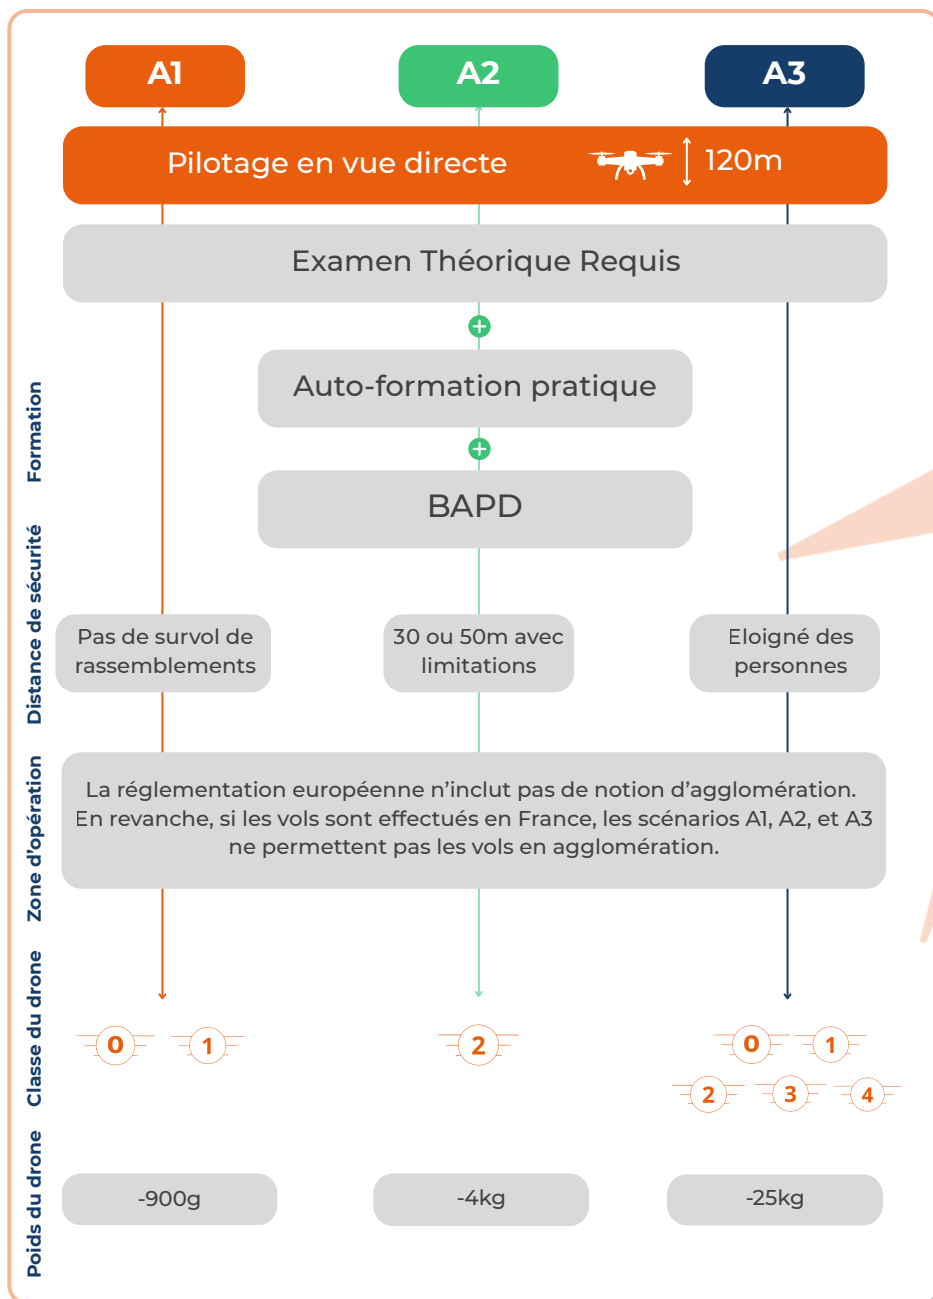 A1
A2
A3
Pilotage en vue directe
120m
Examen Théorique Requis
Formation
Auto-formation pratique
BAPD
Distance de sécurité
Pas de survol de
rassemblements
30 ou 50m avec
limitations
Eloigné des
personnes
Zone d'opération
La réglementation européenne n'inclut pas de notion d'agglomération.
En revanche, si les vols sont effectués en France, les scénarios A1, A2, et A3
ne permettent pas les vols en agglomération.
Classe du drone
0
1
2
0
1
2
3
4
Poids du drone
-900g
-4kg
-25kg